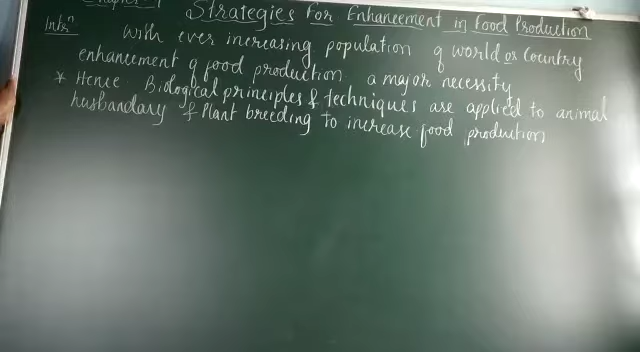 Strategies for Enhancement in Food Production
Intrⁿ
With ever increasing population of world or Country
enhancement of food production a major necessity
* Hence Biological principles & techniques are applied to animal
husbandary & Plant breeding to increase food production